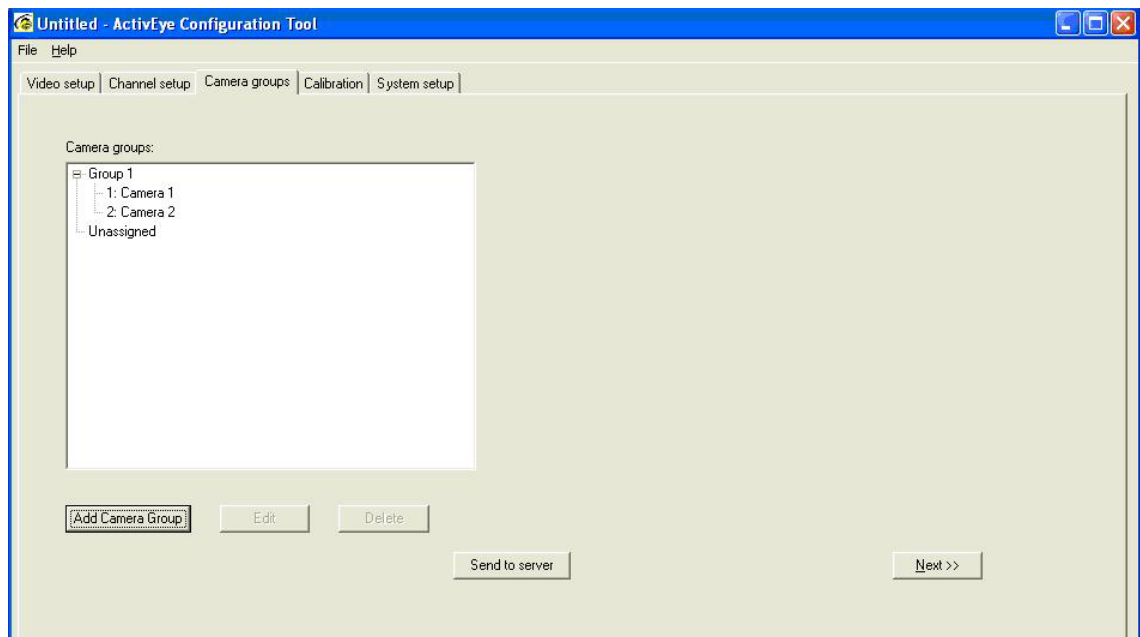 Untitled - ActivEye Configuration Tool
File Help
Video setup Channel setup Camera groups Calibration System setup
Camera groups:
Group 1
1: Camera 1
2: Camera 2
Unassigned
Add Camera Group Edit Delete
Send to server Next >>